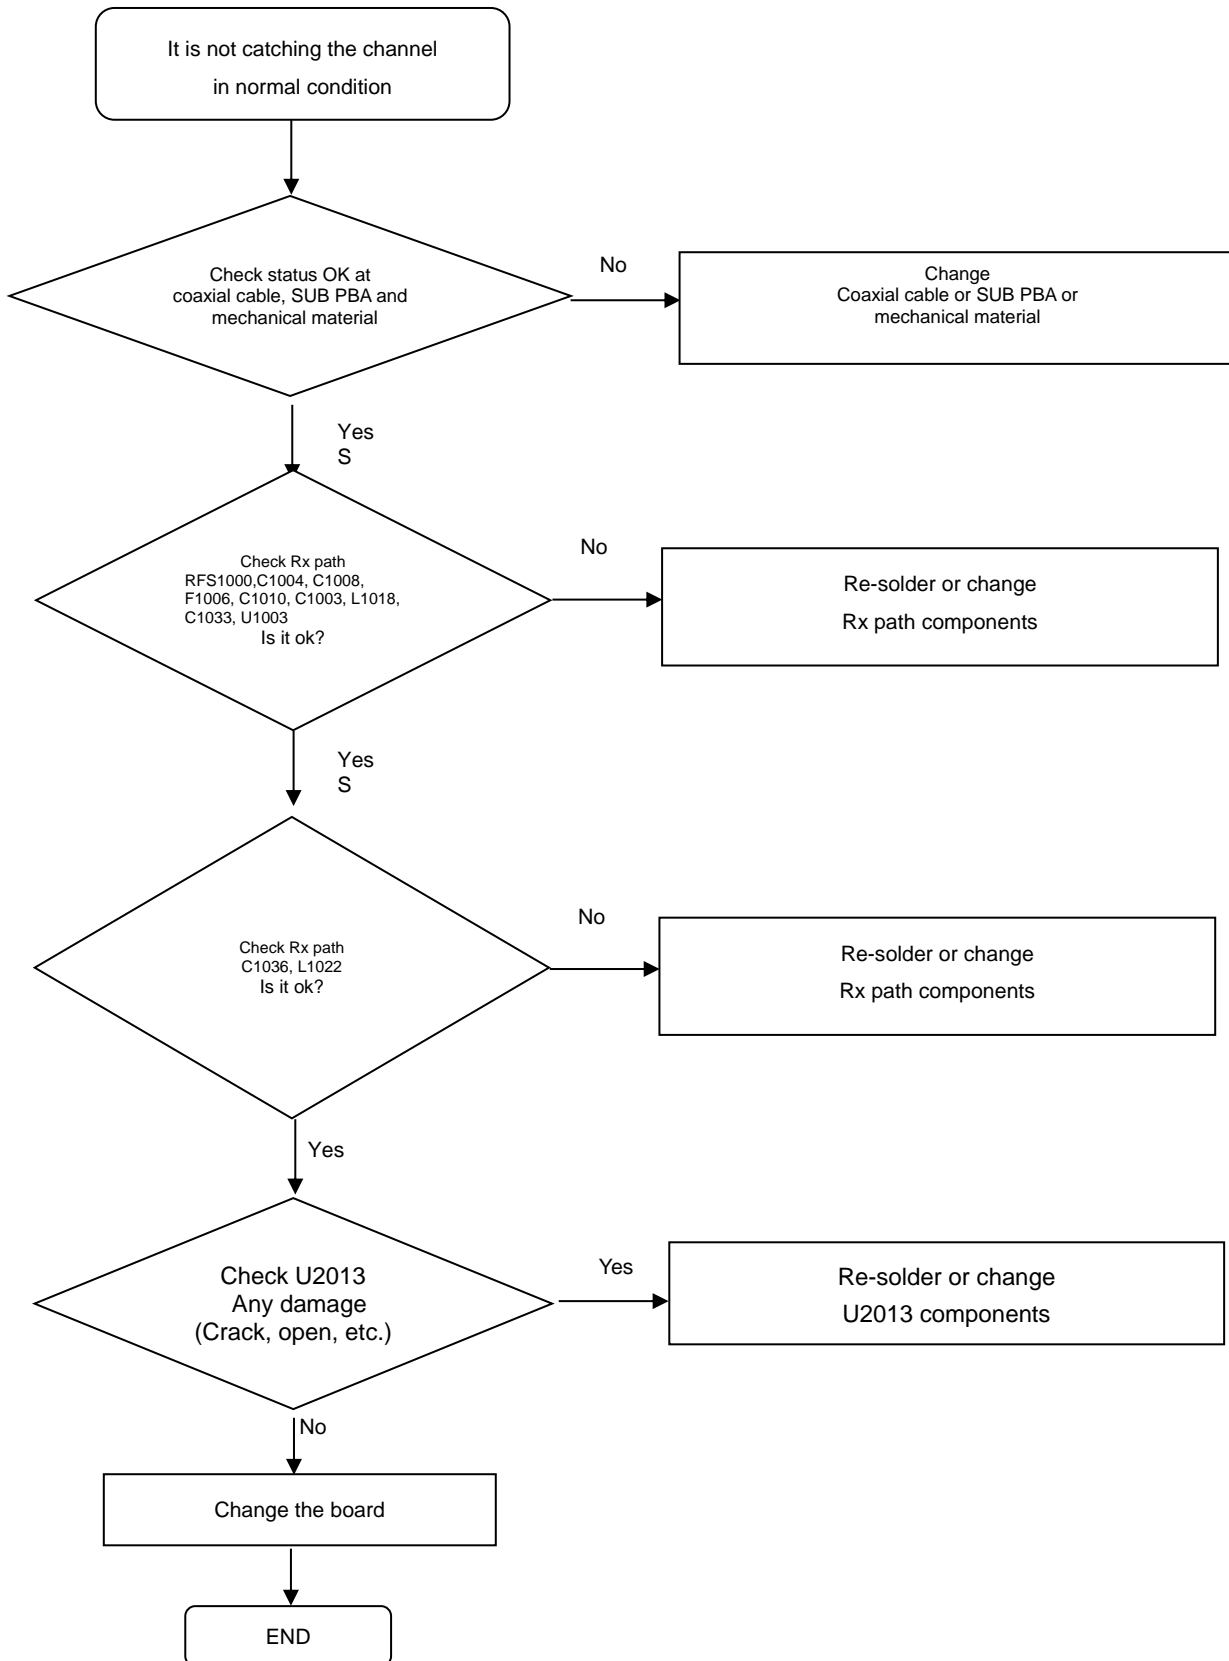 It is not catching the channel
in normal condition
Check status OK at
coaxial cable, SUB PBA and
mechanical material
No
Change
Coaxial cable or SUB PBA or
mechanical material
Yes
S
Check Rx path
RFS1000,C1004, C1008,
F1006, C1010, C1003, L1018,
C1033, U1003
Is it ok?
No
Re-solder or change
Rx path components
Yes
S
Check Rx path
C1036, L1022
Is it ok?
No
Re-solder or change
Rx path components
Yes
Check U2013
Any damage
(Crack, open, etc.)
Yes
Re-solder or change
U2013 components
No
Change the board
END